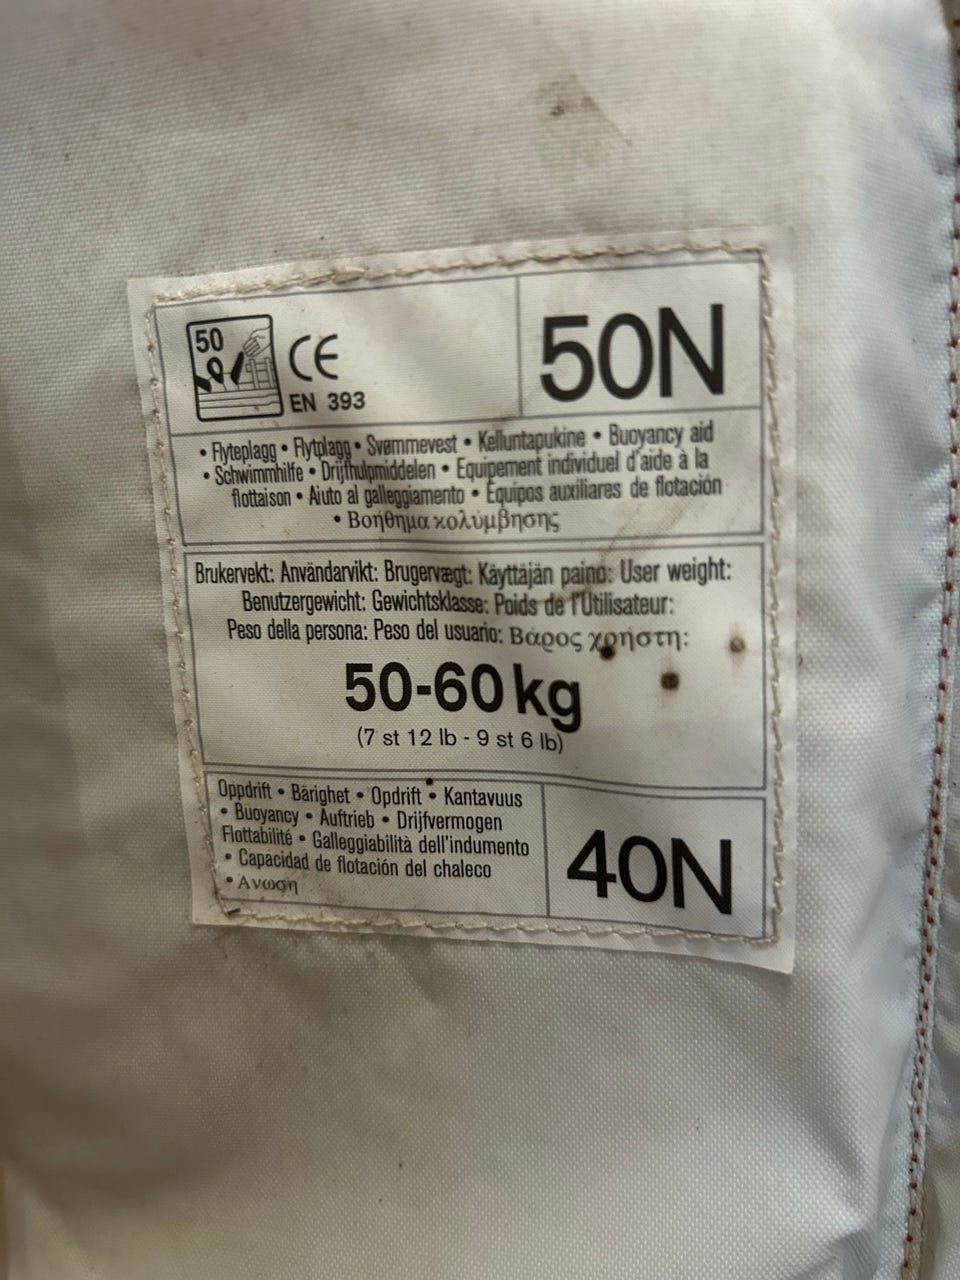 50
CE
50N
EN 393
• Flyteplagg • Flytplagg • Svømmevest • Kelluntapukine • Buoyancy aid
• Schwimmhilfe • Drijfhulpmiddelen • Equipement individuel d'aide à la
flottaison • Aiuto al galleggiamento • Equipos auxiliares de flotación
• Βοήθημα κολύμβησης
Brukervekt: Användarvikt: Brugervægt: Käyttäjän paino: User weight:
Benutzergewicht: Gewichtsklasse: Poids de l'Utilisateur:
Peso della persona: Peso del usuario: Βάρος χρήστη:
50-60 kg
(7 st 12 lb - 9 st 6 lb)
Oppdrift • Bärighet • Opdrift • Kantavuus
• Buoyancy • Auftrieb • Drijfvermogen
Flottabilité • Galleggiabilità dell'indumento
• Capacidad de flotación del chaleco
• Ανωση
40N